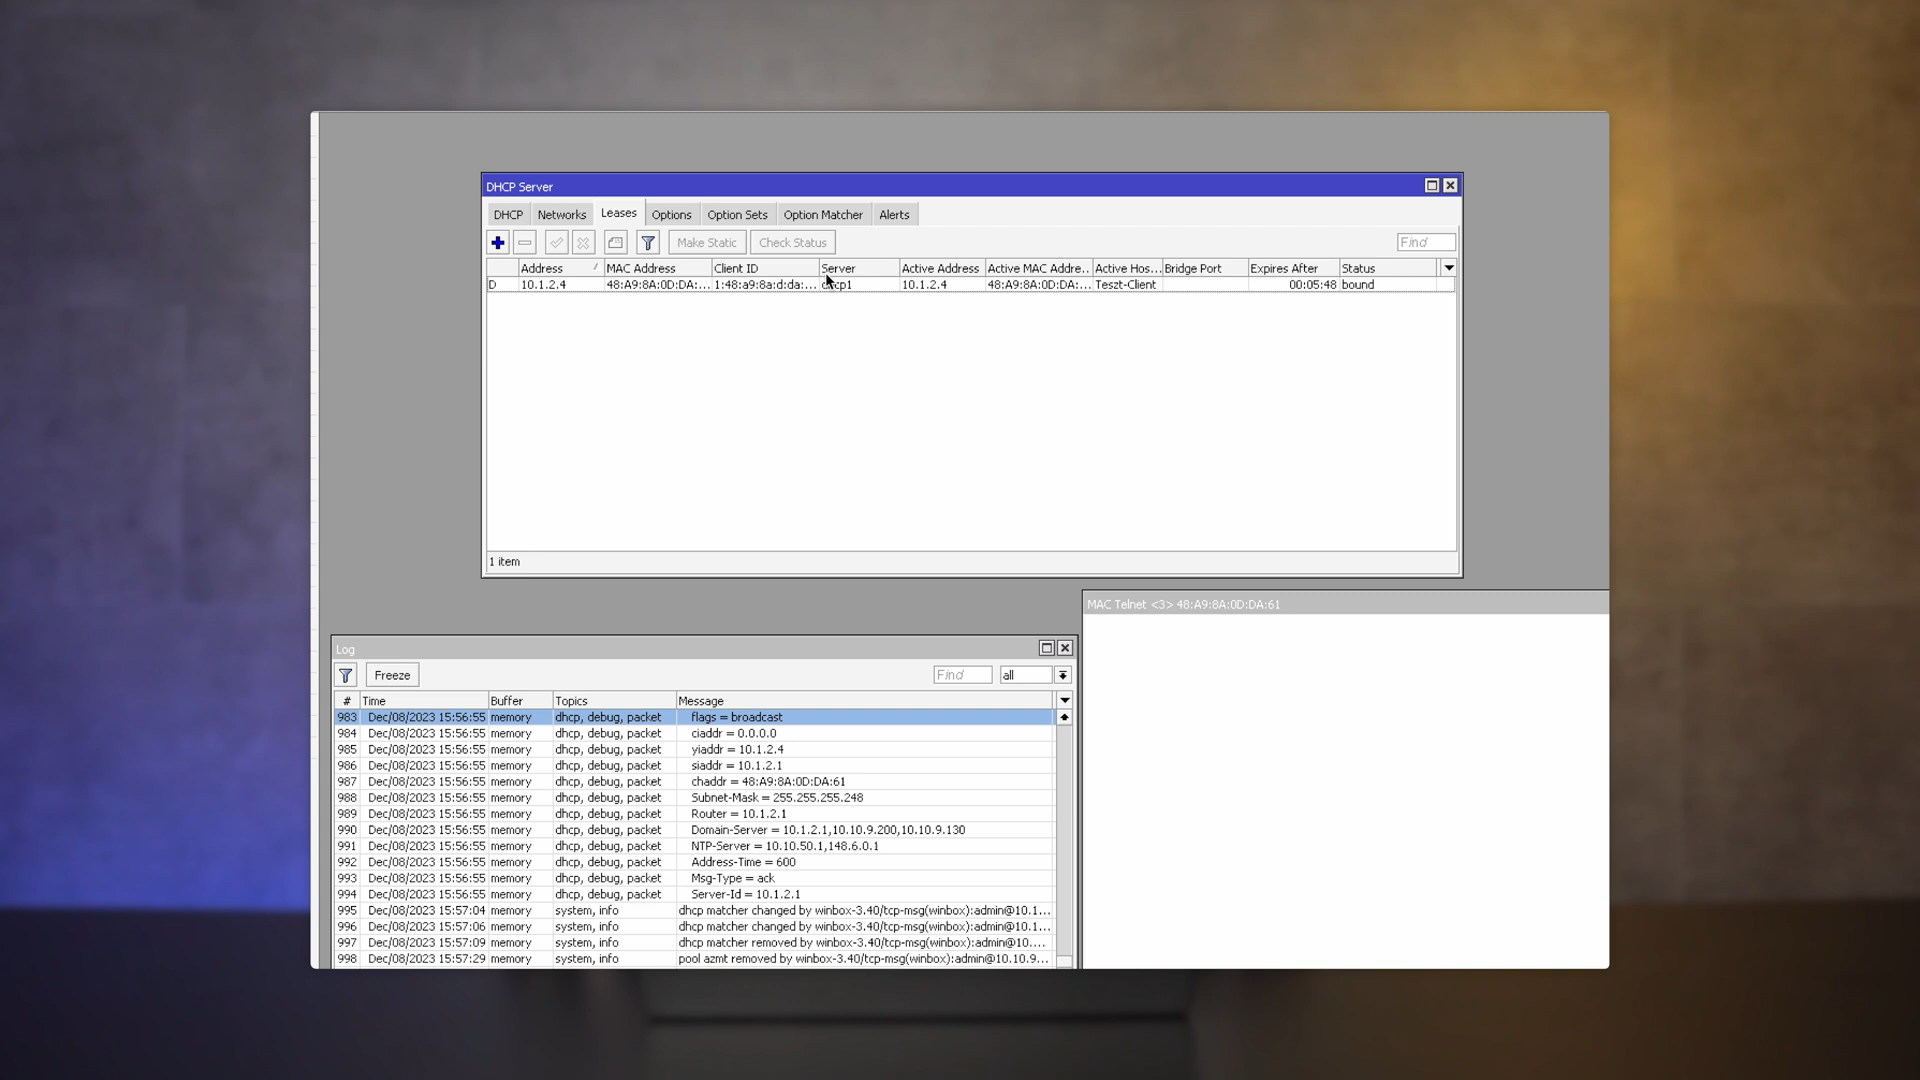 DHCP Server
DHCP Networks Leases Options Option Sets Option Matcher Alerts
Make Static Check Status Find
Address MAC Address Client ID Server Active Address Active MAC Addre.. Active Hos... Bridge Port Expires After Status
D 10.1.2.4 48:A9:8A:0D:DA:... 1:48:a9:8a:d:da:... dhcp1 10.1.2.4 48:A9:8A:0D:DA:... Teszt-Client 00:05:48 bound
1 item
MAC Telnet <3> 48:A9:8A:0D:DA:61
Log
Freeze Find all
# Time Buffer Topics Message
983 Dec/08/2023 15:56:55 memory dhcp, debug, packet flags = broadcast
984 Dec/08/2023 15:56:55 memory dhcp, debug, packet ciaddr = 0.0.0.0
985 Dec/08/2023 15:56:55 memory dhcp, debug, packet yiaddr = 10.1.2.4
986 Dec/08/2023 15:56:55 memory dhcp, debug, packet siaddr = 10.1.2.1
987 Dec/08/2023 15:56:55 memory dhcp, debug, packet chaddr = 48:A9:8A:0D:DA:61
988 Dec/08/2023 15:56:55 memory dhcp, debug, packet Subnet-Mask = 255.255.255.248
989 Dec/08/2023 15:56:55 memory dhcp, debug, packet Router = 10.1.2.1
990 Dec/08/2023 15:56:55 memory dhcp, debug, packet Domain-Server = 10.1.2.1,10.10.9.200,10.10.9.130
991 Dec/08/2023 15:56:55 memory dhcp, debug, packet NTP-Server = 10.10.50.1,148.6.0.1
992 Dec/08/2023 15:56:55 memory dhcp, debug, packet Address-Time = 600
993 Dec/08/2023 15:56:55 memory dhcp, debug, packet Msg-Type = ack
994 Dec/08/2023 15:56:55 memory dhcp, debug, packet Server-Id = 10.1.2.1
995 Dec/08/2023 15:57:04 memory system, info dhcp matcher changed by winbox-3.40/tcp-msg(winbox):admin@10.1...
996 Dec/08/2023 15:57:06 memory system, info dhcp matcher changed by winbox-3.40/tcp-msg(winbox):admin@10.1...
997 Dec/08/2023 15:57:09 memory system, info dhcp matcher removed by winbox-3.40/tcp-msg(winbox):admin@10....
998 Dec/08/2023 15:57:29 memory system, info pool azmt removed by winbox-3.40/tcp-msg(winbox):admin@10.10.9...